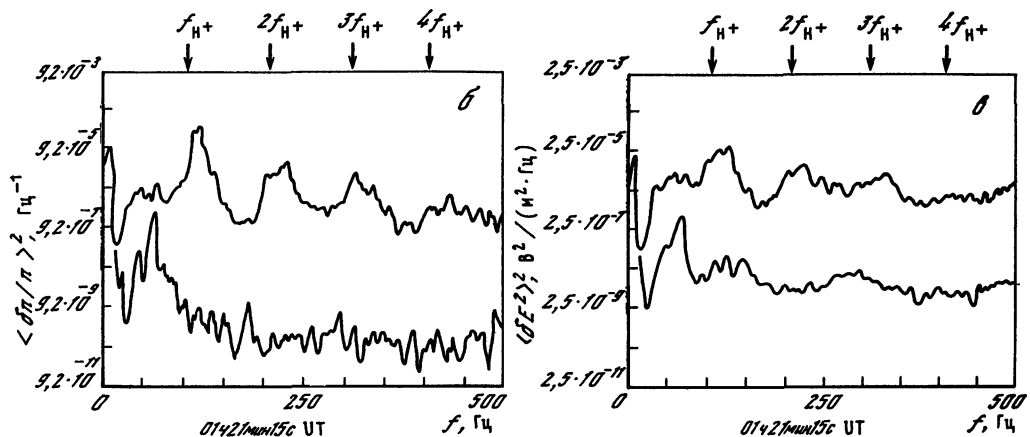 f_H+ 2f_H+ 3f_H+ 4f_H+
б
9,2·10^-3
9,2·10^-5
9,2·10^-7
9,2·10^-9
9,2·10^-11
<δn/n>², Гц^-1
0 250 500
01ч21мин15с UT
f, Гц
f_H+ 2f_H+ 3f_H+ 4f_H+
в
2,5·10^-3
2,5·10^-5
2,5·10^-7
2,5·10^-9
2,5·10^-11
<δE²>², В²/(м²·Гц)
0 250 500
01ч21мин15с UT
f, Гц